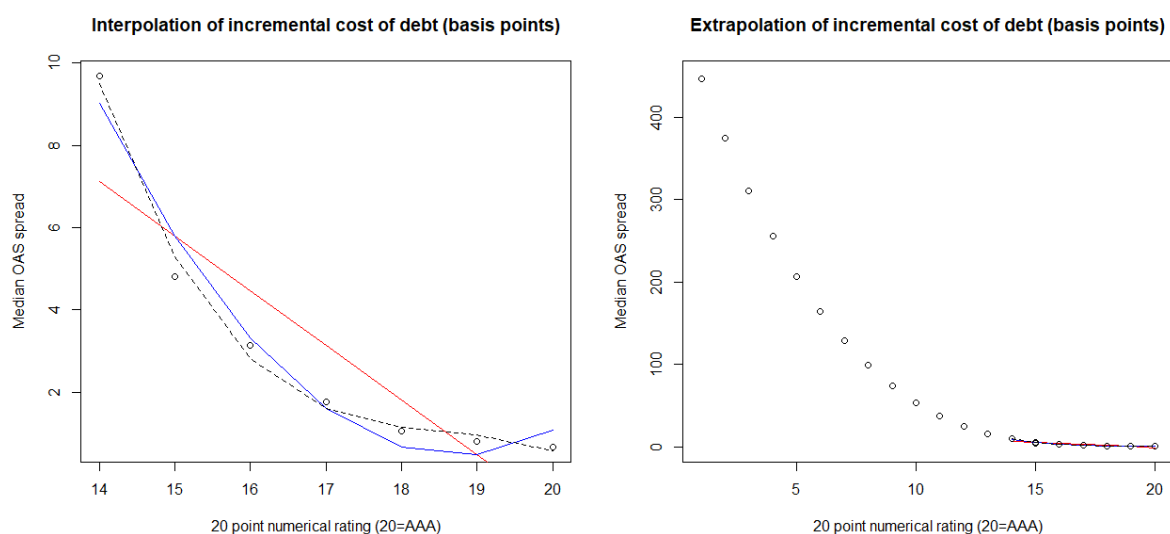 Interpolation of incremental cost of debt (basis points)
Median OAS spread
10
8
6
4
2
14 15 16 17 18 19 20
20 point numerical rating (20=AAA)
Extrapolation of incremental cost of debt (basis points)
Median OAS spread
400
300
200
100
0
5 10 15 20
20 point numerical rating (20=AAA)